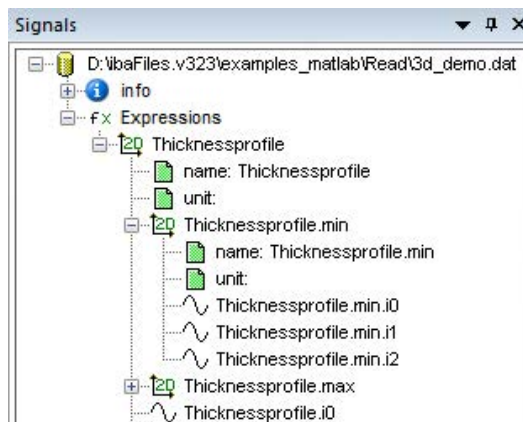 Signals
D:\ibaFiles.v323\examples_matlab\Read\3d_demo.dat
info
fx Expressions
2D Thicknessprofile
name: Thicknessprofile
unit:
2D Thicknessprofile.min
name: Thicknessprofile.min
unit:
Thicknessprofile.min.i0
Thicknessprofile.min.i1
Thicknessprofile.min.i2
2D Thicknessprofile.max
Thicknessprofile.i0